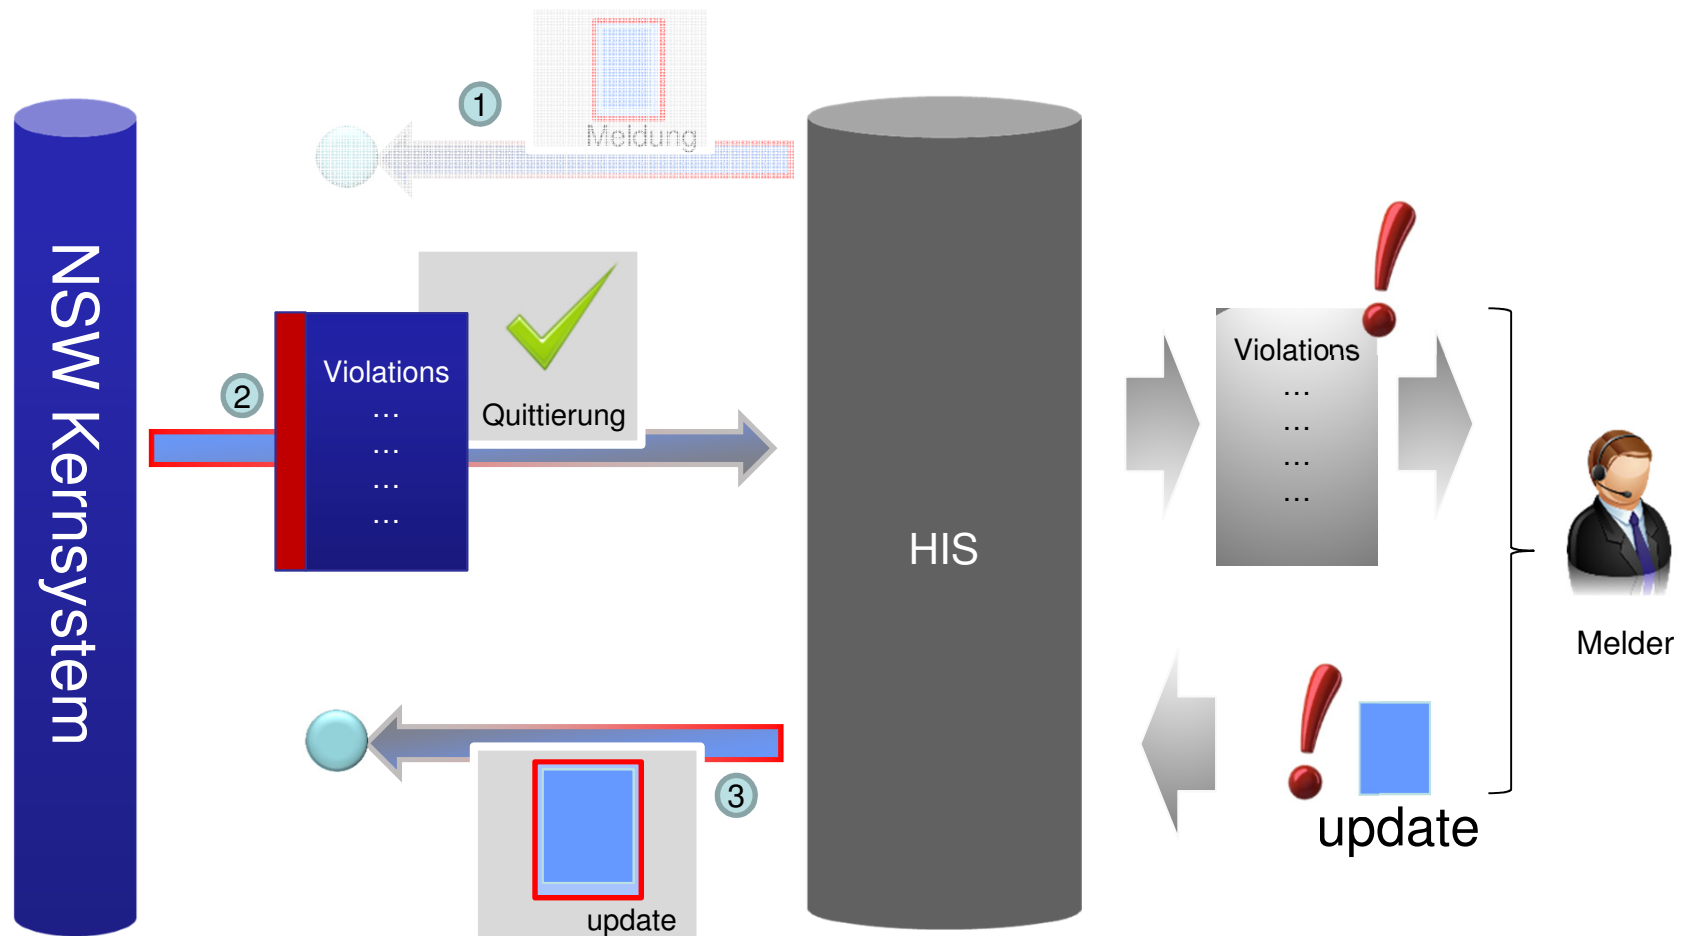 1
Meldung
NSW Kernsystem
2
Violations
...
...
...
...
Quittierung
HIS
Violations
...
...
...
...
Melder
3
update
update